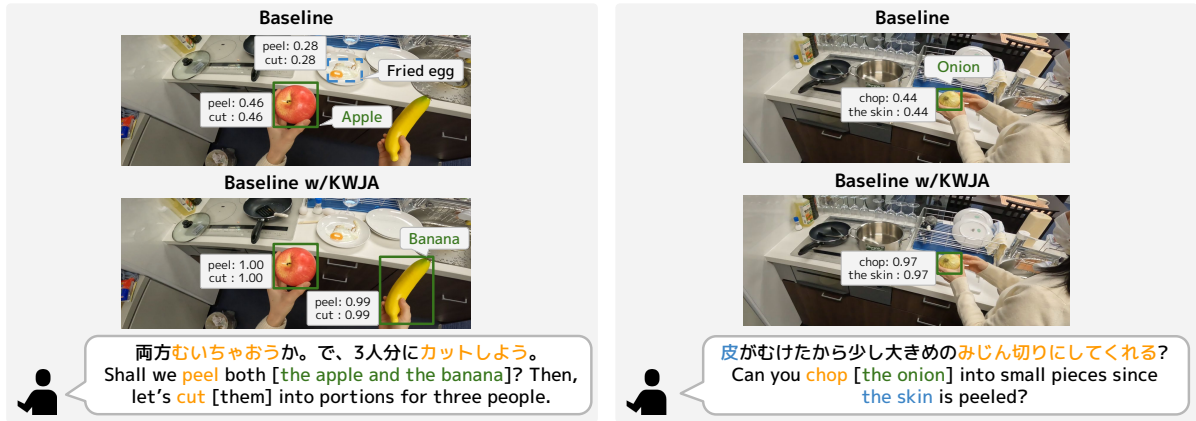 Baseline
peel: 0.28
cut: 0.28
Fried egg
peel: 0.46
cut : 0.46
Apple
Baseline w/KWJA
Banana
peel: 1.00
cut : 1.00
peel: 0.99
cut : 0.99
両方むいちゃおうか。で、3人分にカットしよう。
Shall we peel both [the apple and the banana]? Then,
let's cut [them] into portions for three people.
Baseline
Onion
chop: 0.44
the skin : 0.44
Baseline w/KWJA
chop: 0.97
the skin : 0.97
皮がむけたから少し大きめのみじん切りにしてくれる?
Can you chop [the onion] into small pieces since
the skin is peeled?